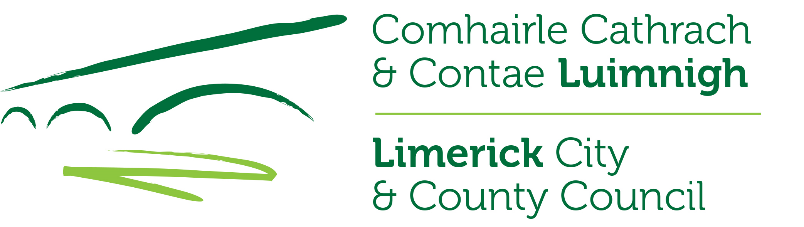 Comhairle Cathrach
& Contae Luimnigh
Limerick City
& County Council